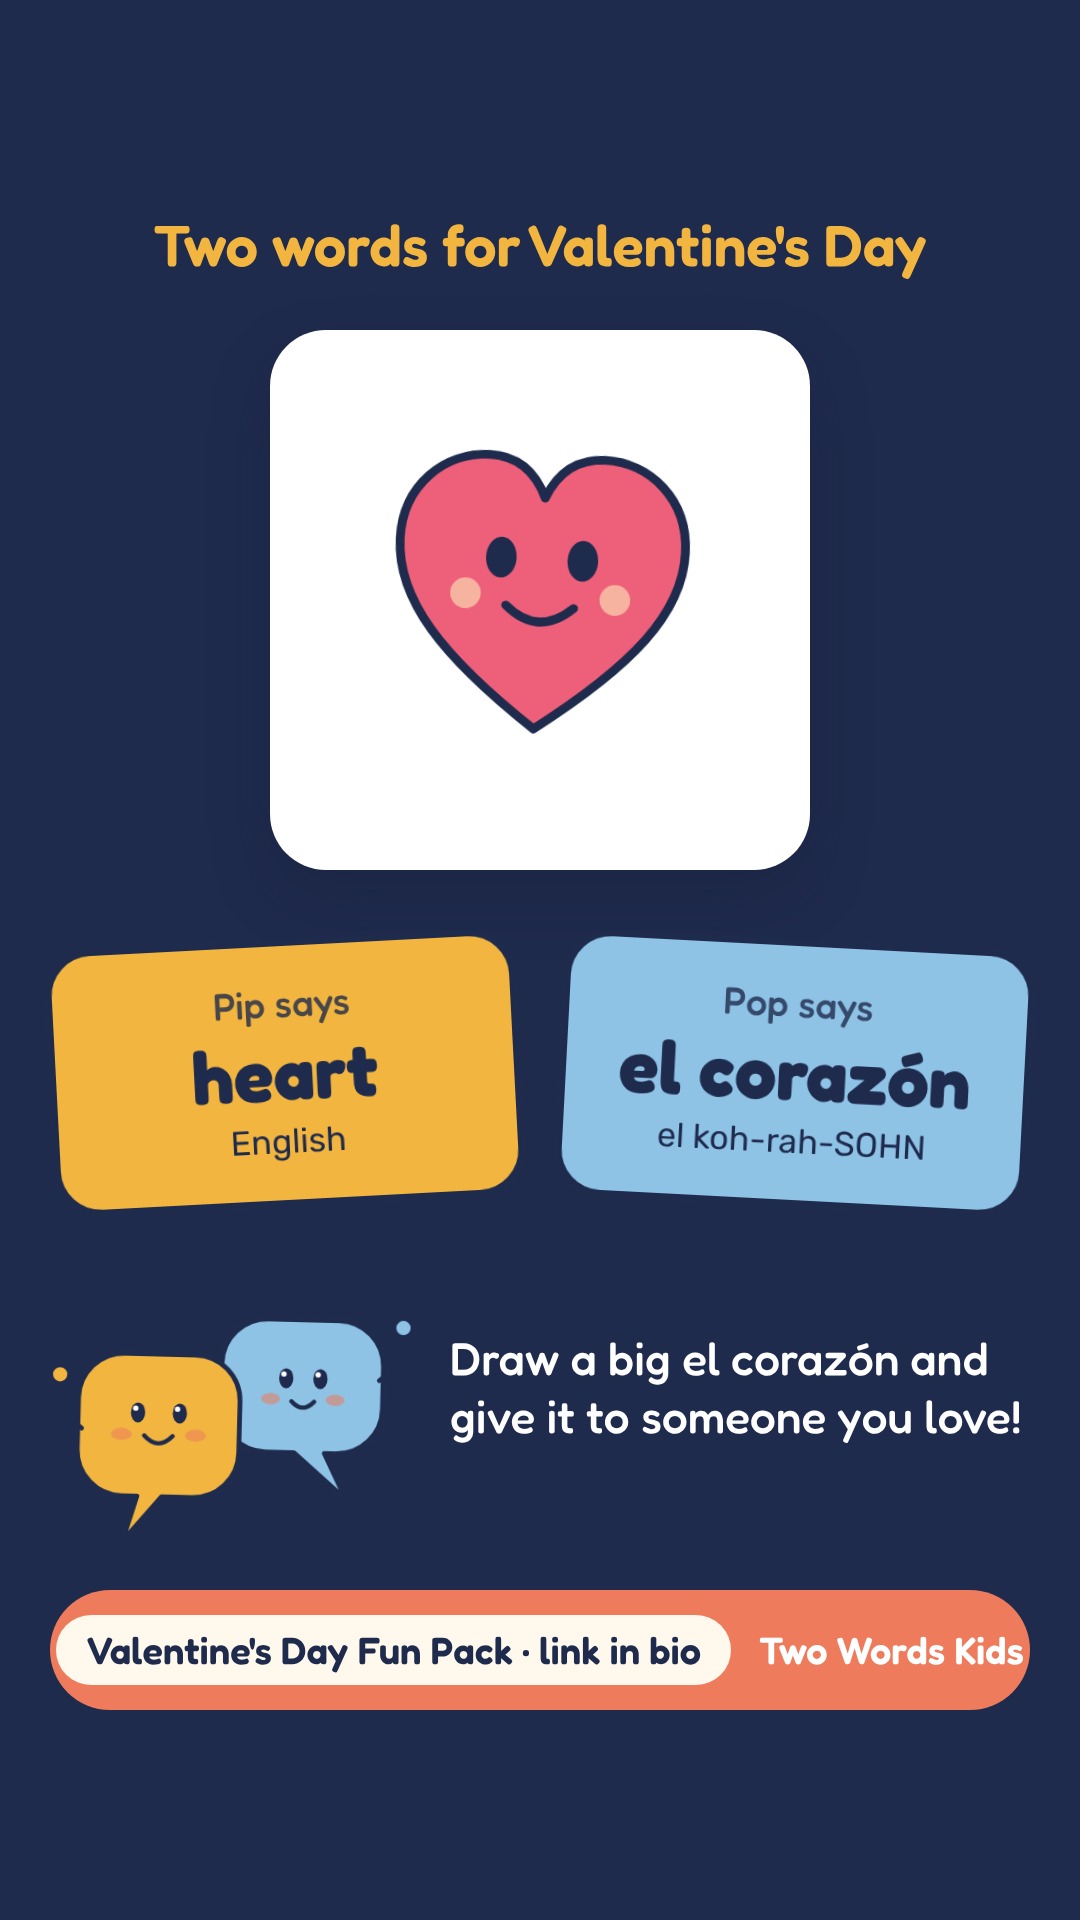 Two words for Valentine's Day
Pip says
heart
English
Pop says
el corazón
el koh-rah-SOHN
Draw a big el corazón and
give it to someone you love!
Valentine's Day Fun Pack · link in bio
Two Words Kids